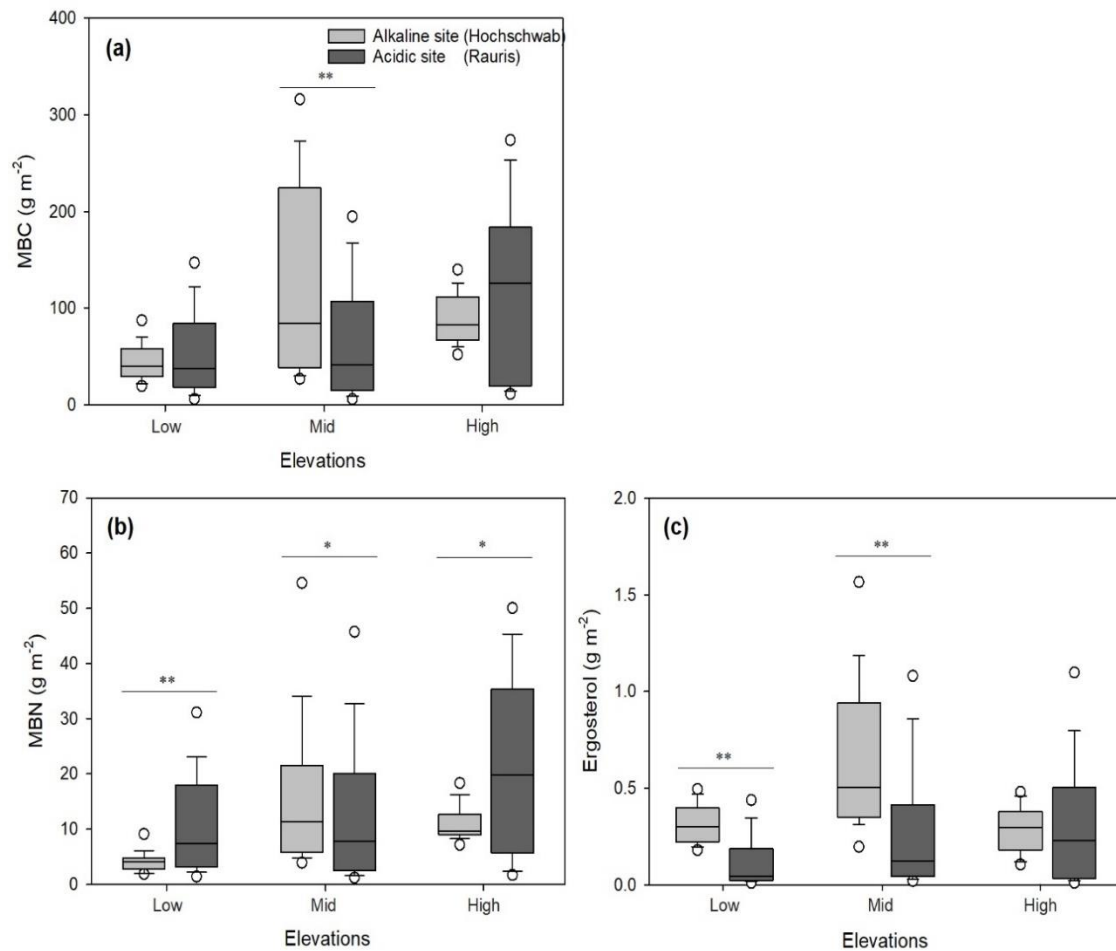 (a)
Alkaline site (Hochschwab)
Acidic site (Rauris)
**
400
300
200
100
0
MBC (g m⁻²)
Low Mid High
Elevations
(b)
70
60
50
40
30
20
10
0
MBN (g m⁻²)
**
*
*
Low Mid High
Elevations
(c)
2.0
1.5
1.0
0.5
0.0
Ergosterol (g m⁻²)
**
**
Low Mid High
Elevations